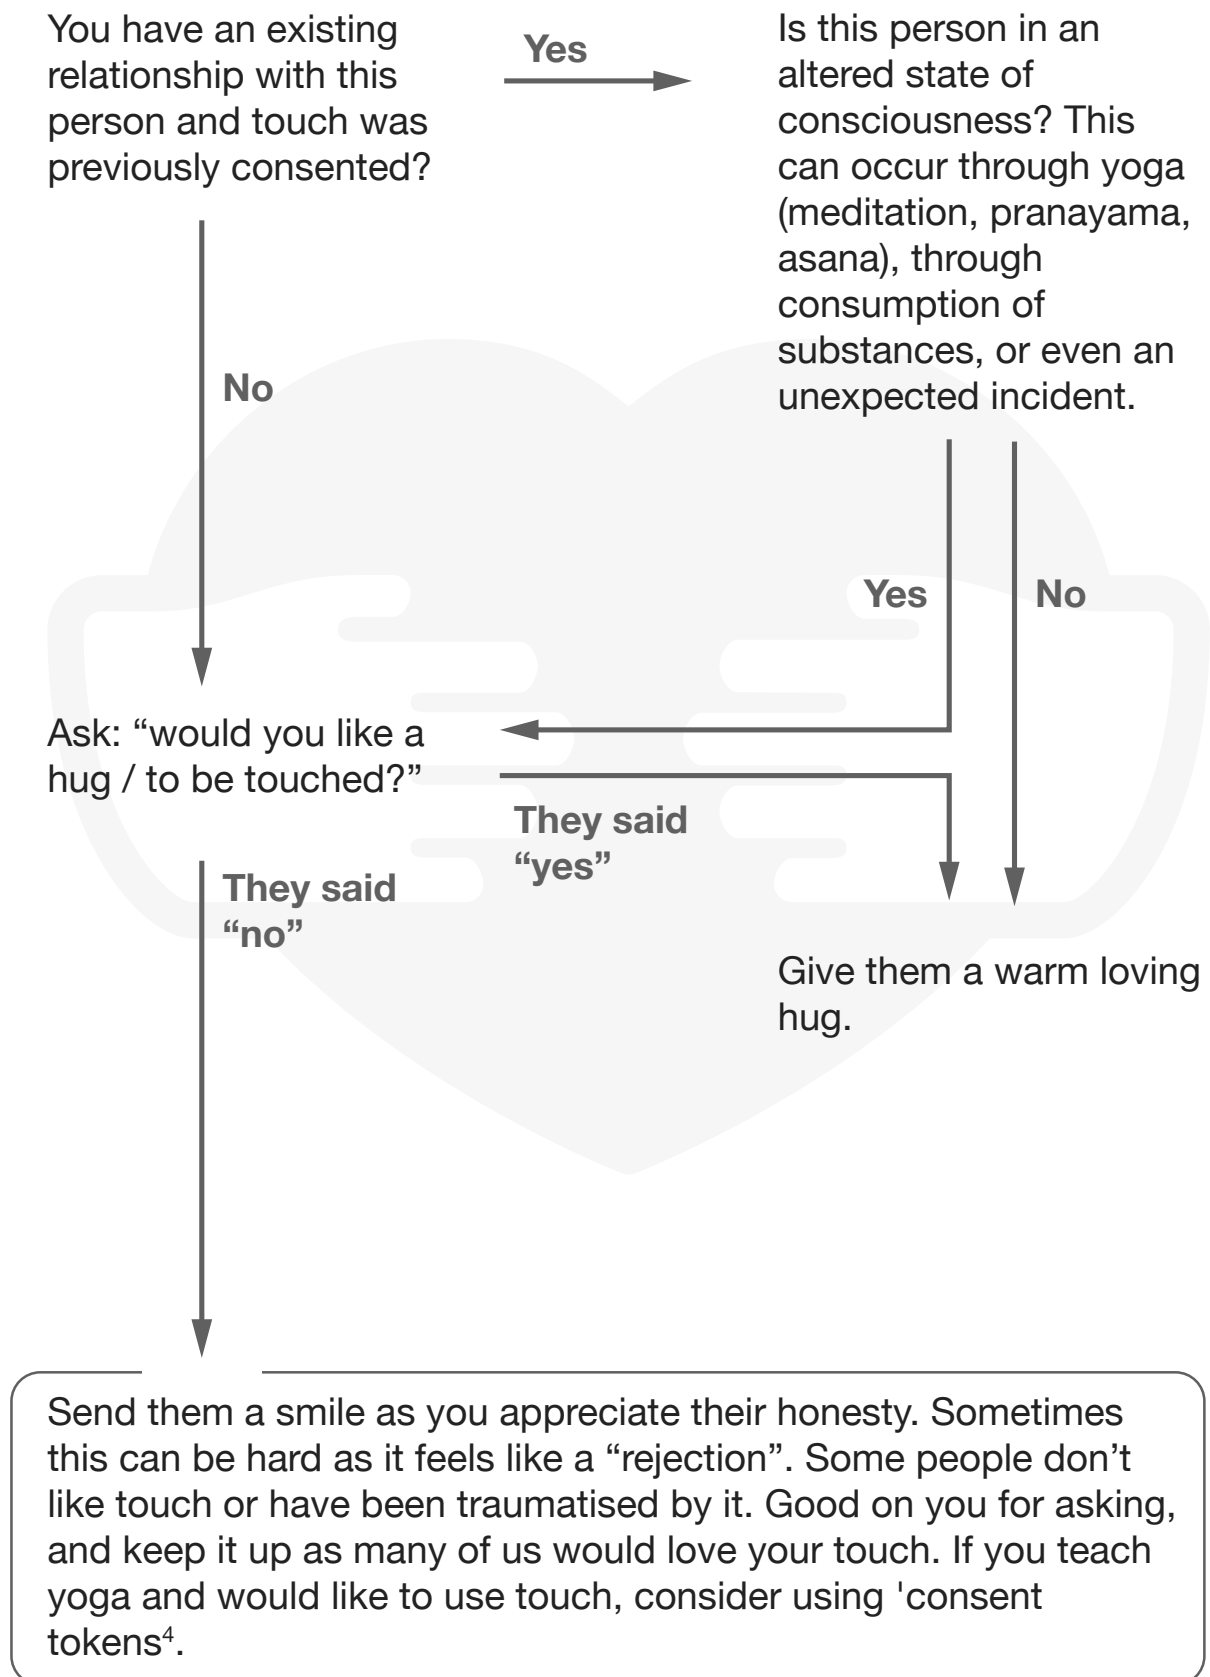 You have an existing
relationship with this
person and touch was
previously consented?
Yes
Is this person in an
altered state of
consciousness? This
can occur through yoga
(meditation, pranayama,
asana), through
consumption of
substances, or even an
unexpected incident.
No
Yes
No
Ask: “would you like a
hug / to be touched?”
They said
“yes”
They said
“no”
Give them a warm loving
hug.
Send them a smile as you appreciate their honesty. Sometimes
this can be hard as it feels like a “rejection”. Some people don’t
like touch or have been traumatised by it. Good on you for asking,
and keep it up as many of us would love your touch. If you teach
yoga and would like to use touch, consider using 'consent
tokens⁴.